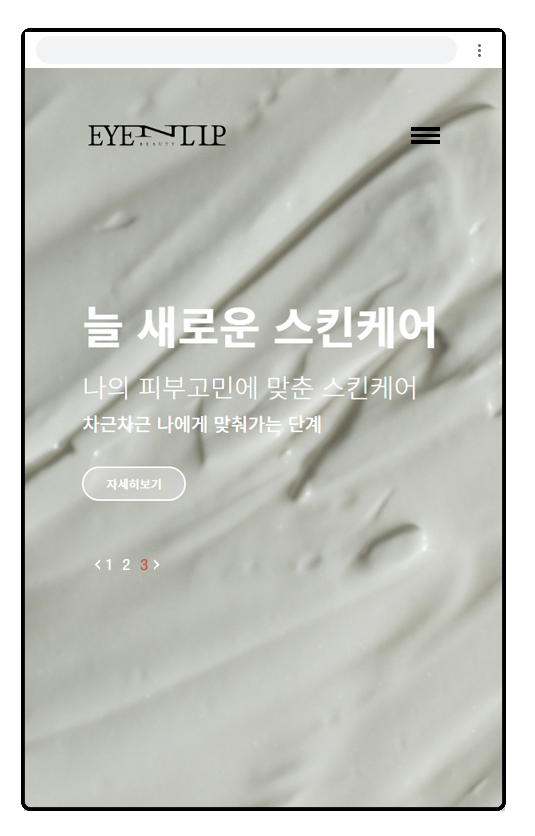 EYENLIP
BEAUTY
늘 새로운 스킨케어
나의 피부고민에 맞춘 스킨케어
차근차근 나에게 맞춰가는 단계
자세히보기
< 1 2 3 >